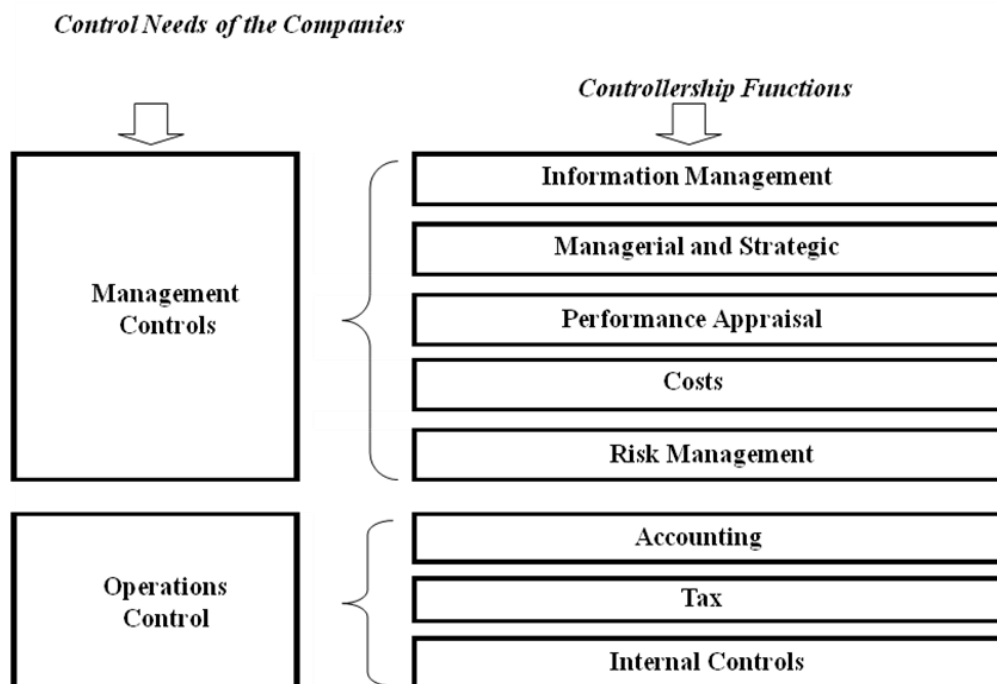 Control Needs of the Companies
Controllership Functions
Management
Controls
Information Management
Managerial and Strategic
Performance Appraisal
Costs
Risk Management
Operations
Control
Accounting
Tax
Internal Controls